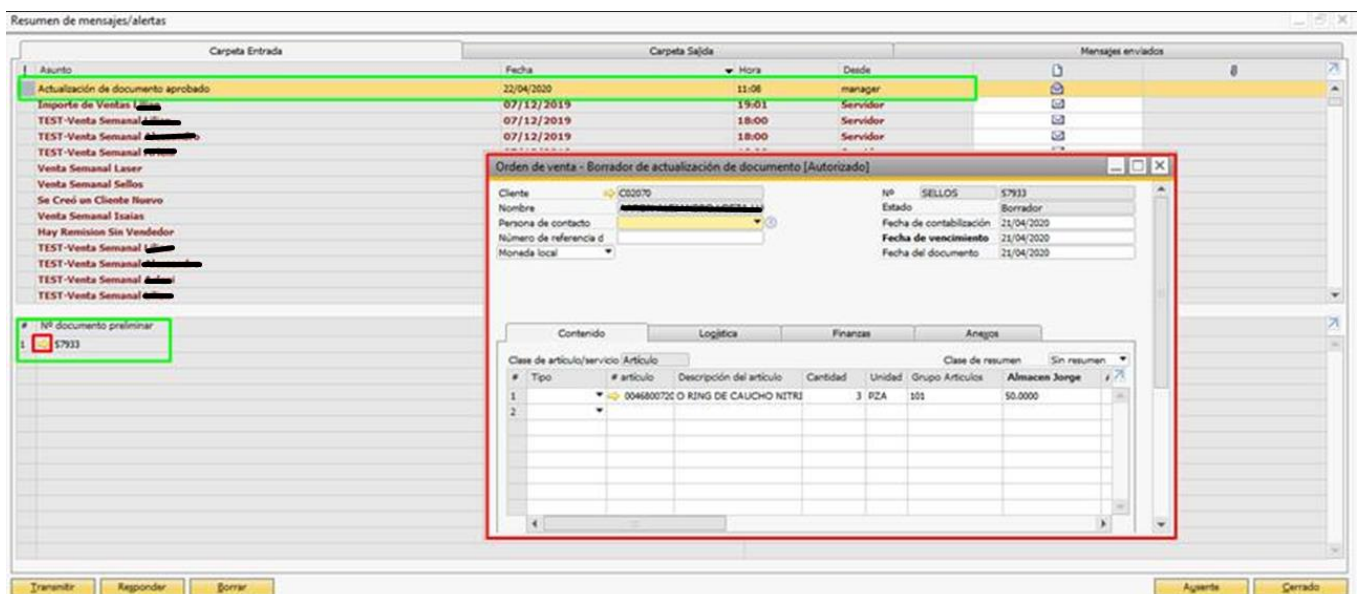 Resumen de mensajes/alertas
Carpeta Entrada Carpeta Salida Mensajes enviados
! Asunto Fecha Hora Desde
Actualización de documento aprobado 22/04/2020 11:08 manager
Importe de Ventas 07/12/2019 19:01 Servidor
TEST-Venta Semanal 07/12/2019 18:00 Servidor
TEST-Venta Semanal 07/12/2019 18:00 Servidor
TEST-Venta Semanal
Venta Semanal Laser
Venta Semanal Sellos
Se Creó un Cliente Nuevo
Venta Semanal Isaias
Hay Remision Sin Vendedor
TEST-Venta Semanal
TEST-Venta Semanal
TEST-Venta Semanal
TEST-Venta Semanal
# Nº documento preliminar
1 57933
Orden de venta - Borrador de actualización de documento [Autorizado]
Cliente C02070 Nº SELLOS 57933
Nombre Estado Borrador
Persona de contacto Fecha de contabilización 21/04/2020
Número de referencia d Fecha de vencimiento 21/04/2020
Moneda local Fecha del documento 21/04/2020
Contenido Logística Finanzas Anexos
Clase de artículo/servicio Artículo Clase de resumen Sin resumen
# Tipo # artículo Descripción del artículo Cantidad Unidad Grupo Articulos Almacen Jorge
1 0046800720 O RING DE CAUCHO NITRI 3 PZA 101 50.0000
2
Transmitir Responder Borrar Ausente Cerrado